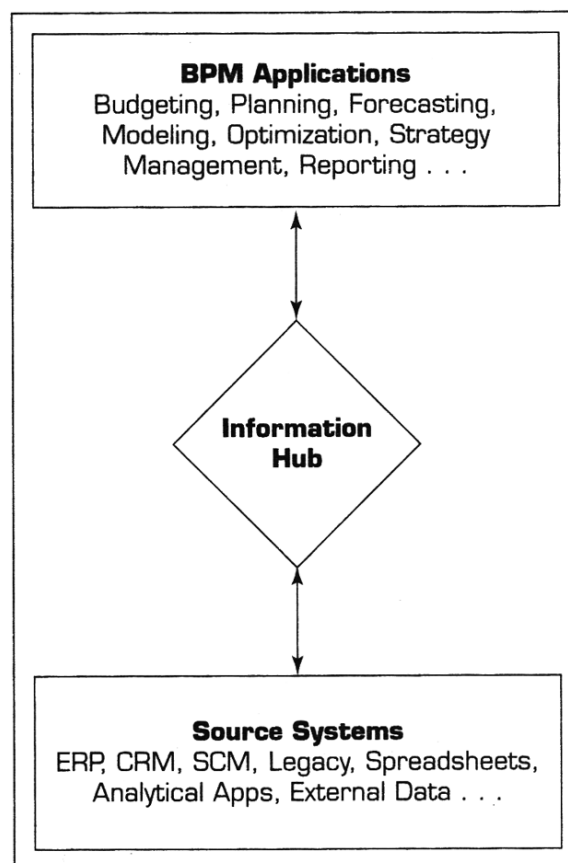 BPM Applications
Budgeting, Planning, Forecasting,
Modeling, Optimization, Strategy
Management, Reporting . . .
Information
Hub
Source Systems
ERP, CRM, SCM, Legacy, Spreadsheets,
Analytical Apps, External Data . . .